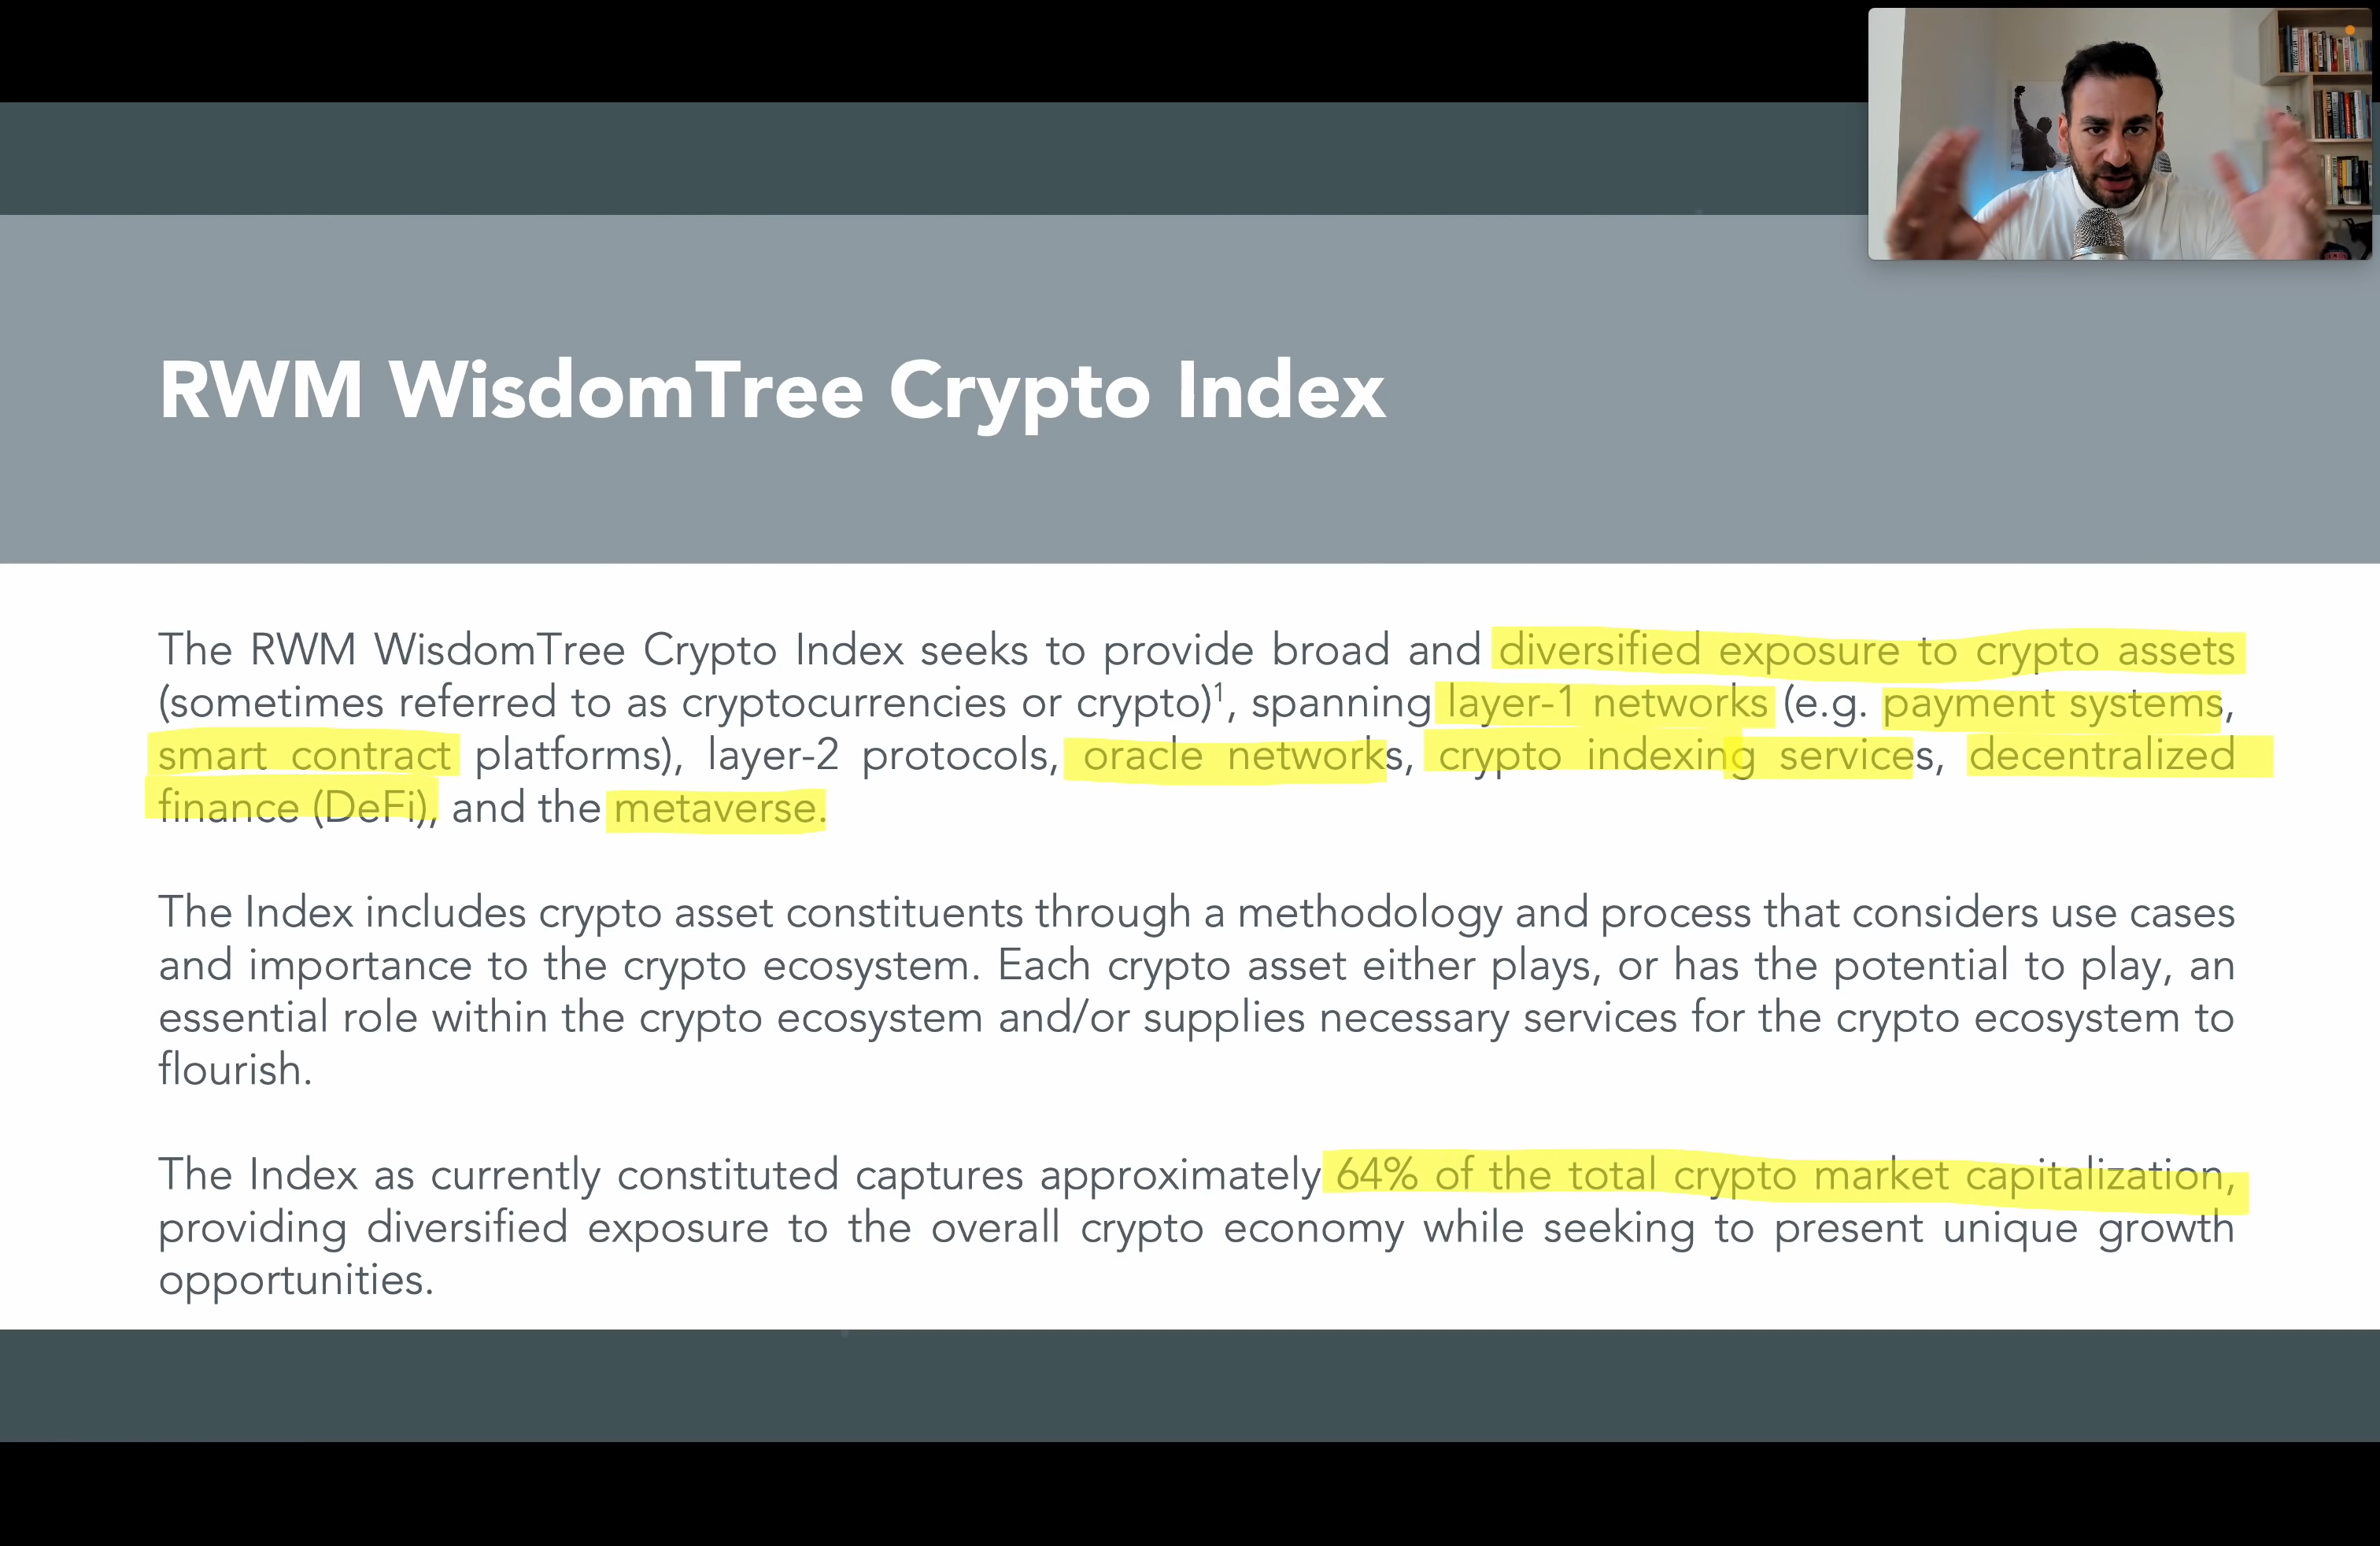 RWM WisdomTree Crypto Index
The RWM WisdomTree Crypto Index seeks to provide broad and diversified exposure to crypto assets
(sometimes referred to as cryptocurrencies or crypto)¹, spanning layer-1 networks (e.g. payment systems,
smart contract platforms), layer-2 protocols, oracle networks, crypto indexing services, decentralized
finance (DeFi), and the metaverse.
The Index includes crypto asset constituents through a methodology and process that considers use cases
and importance to the crypto ecosystem. Each crypto asset either plays, or has the potential to play, an
essential role within the crypto ecosystem and/or supplies necessary services for the crypto ecosystem to
flourish.
The Index as currently constituted captures approximately 64% of the total crypto market capitalization,
providing diversified exposure to the overall crypto economy while seeking to present unique growth
opportunities.